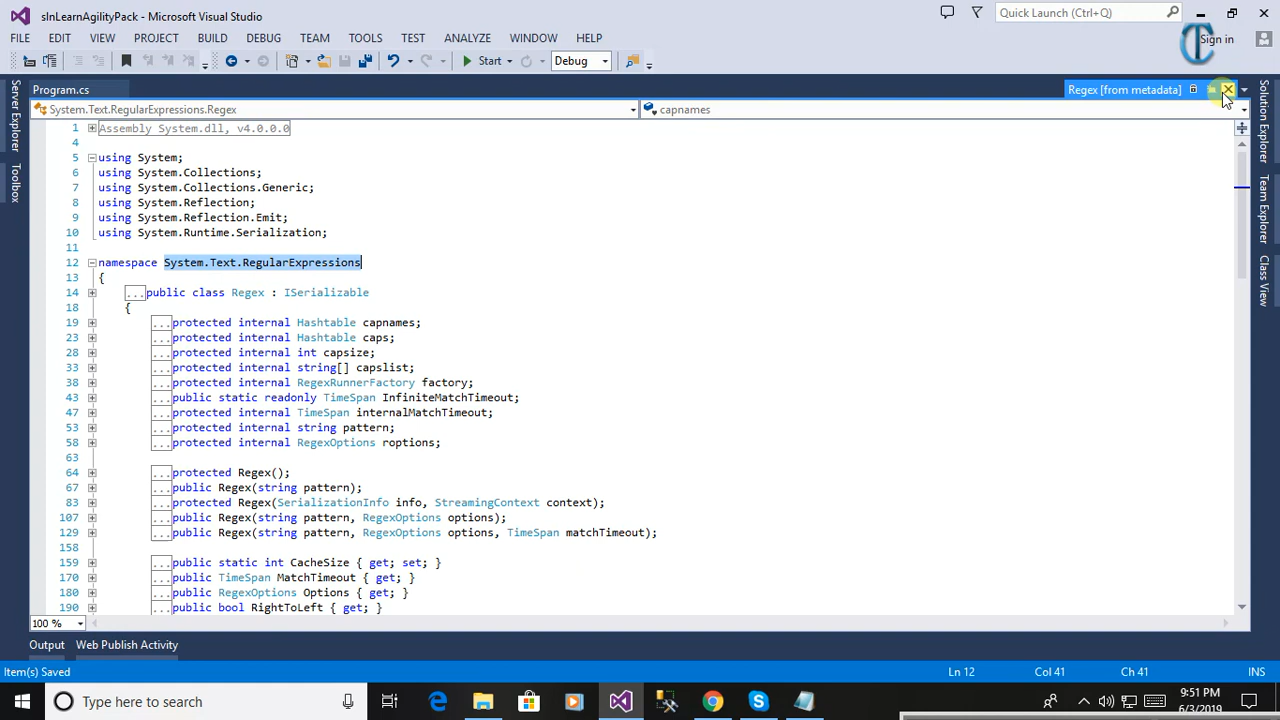 slnLearnAgilityPack - Microsoft Visual Studio
Quick Launch (Ctrl+Q)
FILE EDIT VIEW PROJECT BUILD DEBUG TEAM TOOLS TEST ANALYZE WINDOW HELP
Sign in
Start Debug
Program.cs
Regex [from metadata]
System.Text.RegularExpressions.Regex
capnames
Server Explorer
Toolbox
Solution Explorer
Team Explorer
Class View
1 Assembly System.dll, v4.0.0.0
4
5 using System;
6 using System.Collections;
7 using System.Collections.Generic;
8 using System.Reflection;
9 using System.Reflection.Emit;
10 using System.Runtime.Serialization;
11
12 namespace System.Text.RegularExpressions
13 {
14 ...public class Regex : ISerializable
18 {
19 ...protected internal Hashtable capnames;
23 ...protected internal Hashtable caps;
28 ...protected internal int capsize;
33 ...protected internal string[] capslist;
38 ...protected internal RegexRunnerFactory factory;
43 ...public static readonly TimeSpan InfiniteMatchTimeout;
47 ...protected internal TimeSpan internalMatchTimeout;
53 ...protected internal string pattern;
58 ...protected internal RegexOptions roptions;
63
64 ...protected Regex();
67 ...public Regex(string pattern);
83 ...protected Regex(SerializationInfo info, StreamingContext context);
107 ...public Regex(string pattern, RegexOptions options);
129 ...public Regex(string pattern, RegexOptions options, TimeSpan matchTimeout);
158
159 ...public static int CacheSize { get; set; }
170 ...public TimeSpan MatchTimeout { get; }
180 ...public RegexOptions Options { get; }
190 ...public bool RightToLeft { get; }
100 %
Output Web Publish Activity
Item(s) Saved Ln 12 Col 41 Ch 41 INS
Type here to search
9:51 PM
6/3/2019